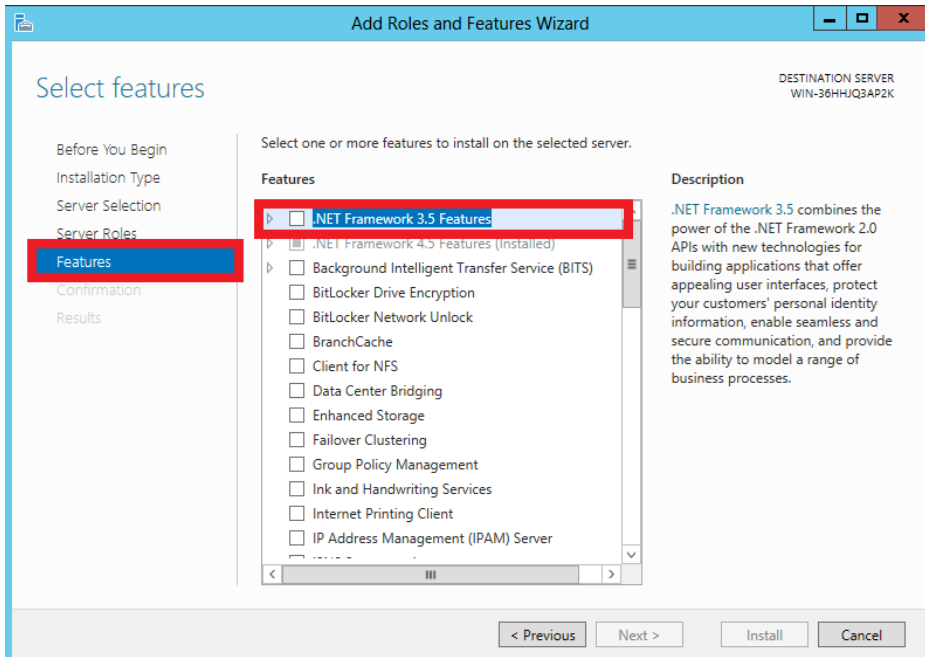 Add Roles and Features Wizard
Select features
DESTINATION SERVER
WIN-36HHJQ3AP2K
Before You Begin
Installation Type
Server Selection
Server Roles
Features
Confirmation
Results
Select one or more features to install on the selected server.
Features
.NET Framework 3.5 Features
.NET Framework 4.5 Features (Installed)
Background Intelligent Transfer Service (BITS)
BitLocker Drive Encryption
BitLocker Network Unlock
BranchCache
Client for NFS
Data Center Bridging
Enhanced Storage
Failover Clustering
Group Policy Management
Ink and Handwriting Services
Internet Printing Client
IP Address Management (IPAM) Server
Description
.NET Framework 3.5 combines the
power of the .NET Framework 2.0
APIs with new technologies for
building applications that offer
appealing user interfaces, protect
your customers' personal identity
information, enable seamless and
secure communication, and provide
the ability to model a range of
business processes.
< Previous
Next >
Install
Cancel